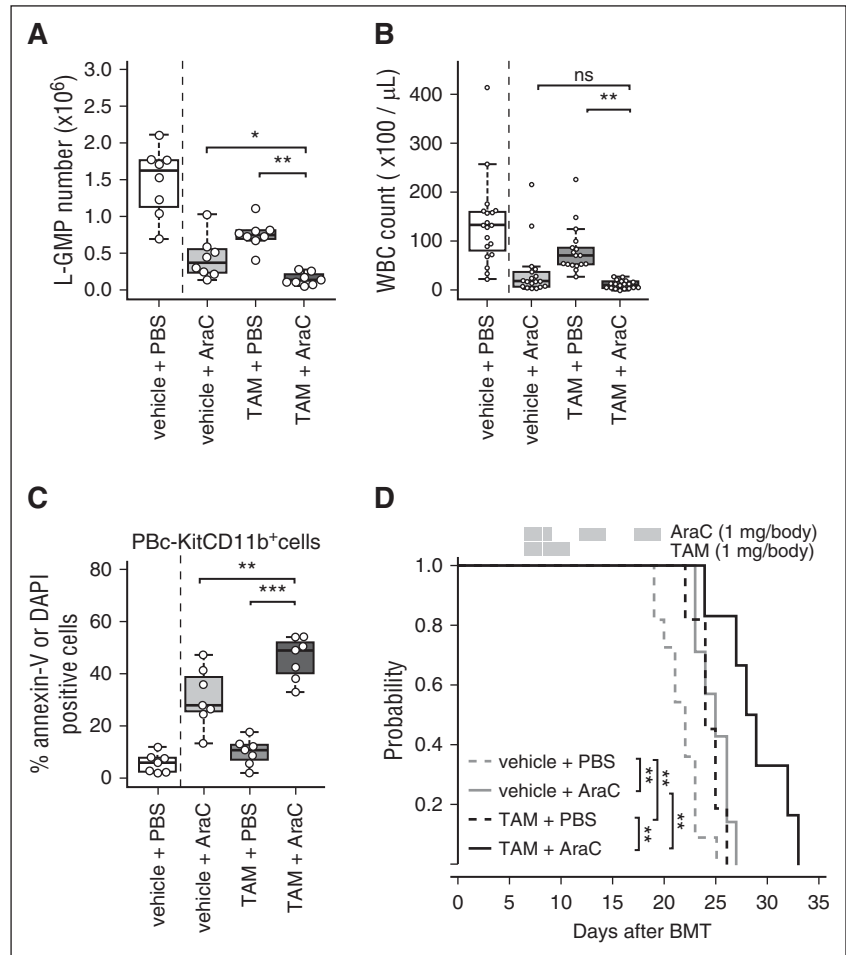 A
L-GMP number (x10⁶)
3.0
2.5
2.0
1.5
1.0
0.5
0.0
*
**
vehicle + PBS
vehicle + AraC
TAM + PBS
TAM + AraC
B
WBC count ( x100 / μL)
400
300
200
100
0
ns
**
vehicle + PBS
vehicle + AraC
TAM + PBS
TAM + AraC
C
PBc-KitCD11b⁺cells
% annexin-V or DAPI
positive cells
80
60
40
20
0
**
***
vehicle + PBS
vehicle + AraC
TAM + PBS
TAM + AraC
D
AraC (1 mg/body)
TAM (1 mg/body)
Probability
1.0
0.8
0.6
0.4
0.2
vehicle + PBS
vehicle + AraC
TAM + PBS
TAM + AraC
**
**
**
**
0 5 10 15 20 25 30 35
Days after BMT